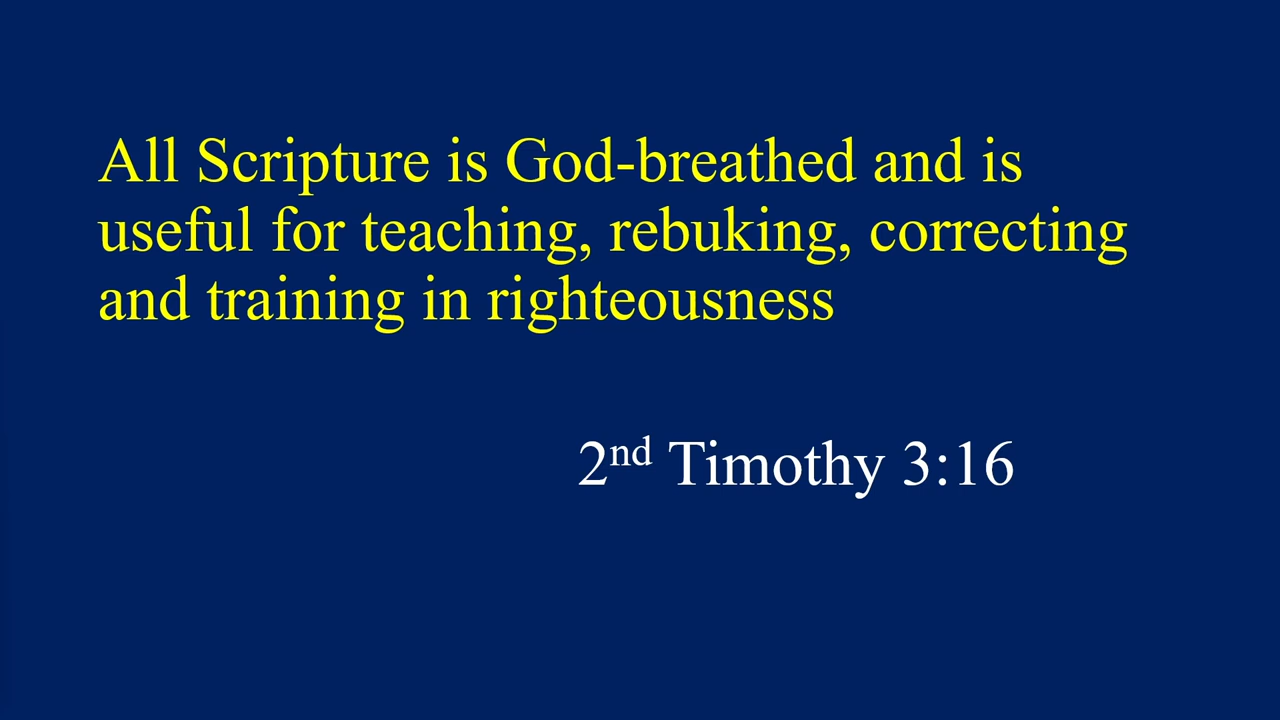 All Scripture is God-breathed and is
useful for teaching, rebuking, correcting
and training in righteousness
2nd Timothy 3:16